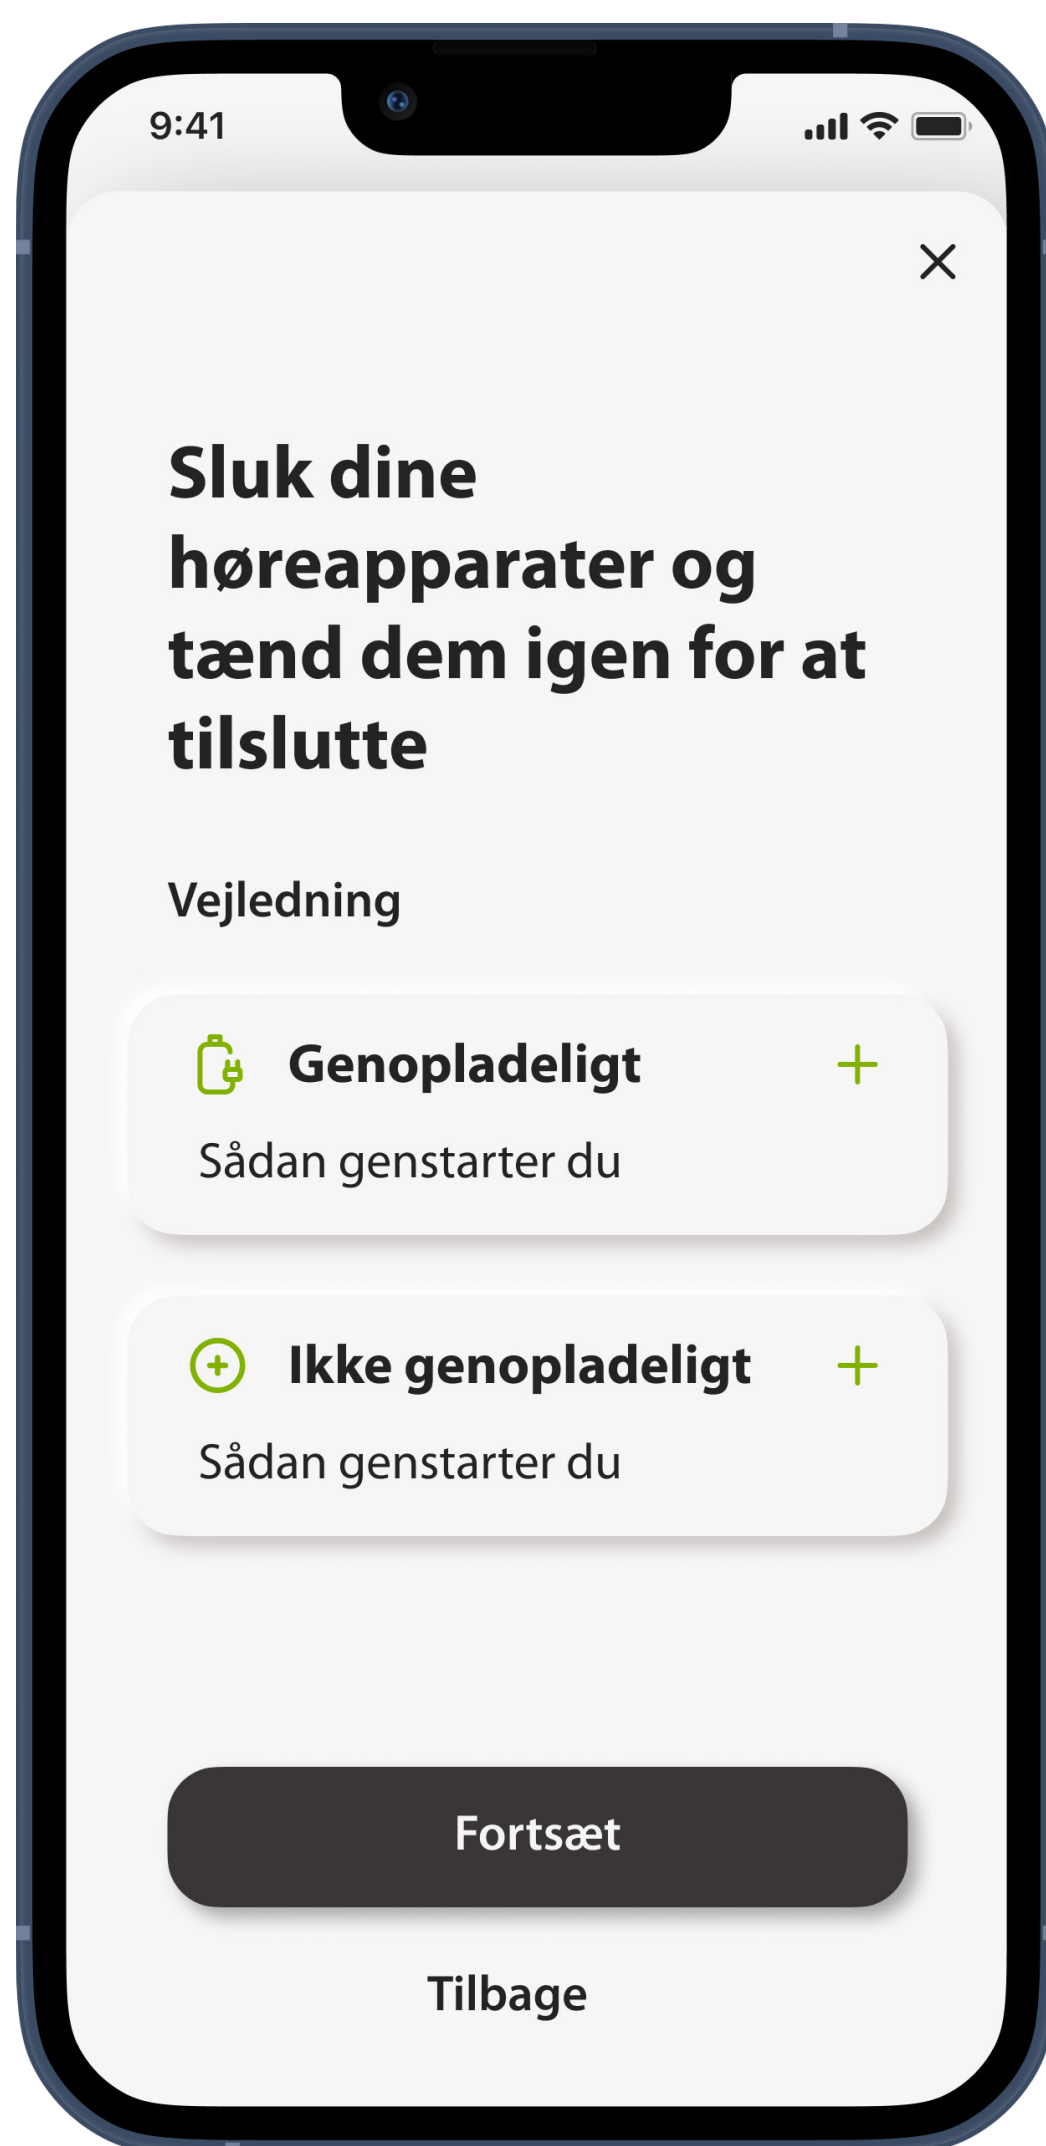 9:41
Sluk dine
høreapparater og
tænd dem igen for at
tilslutte
Vejledning
Genopladeligt
Sådan genstarter du
Ikke genopladeligt
Sådan genstarter du
Fortsæt
Tilbage